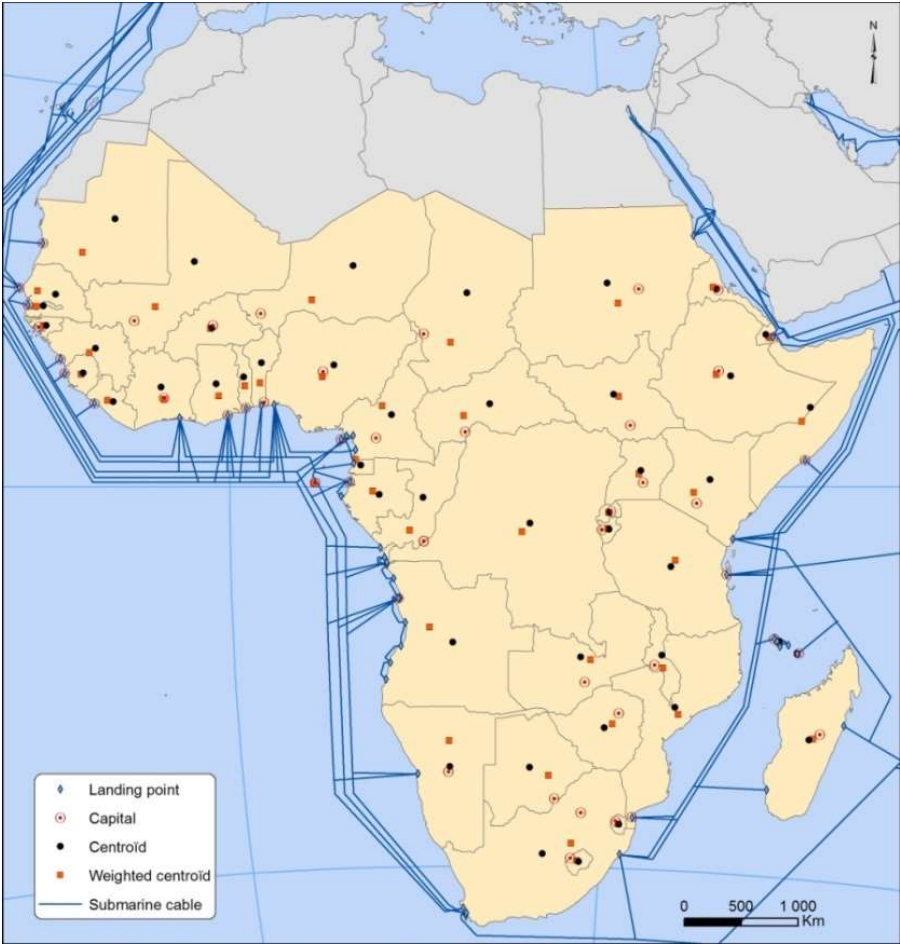 N
Landing point
Capital
Centroïd
Weighted centroïd
Submarine cable
0 500 1 000
Km